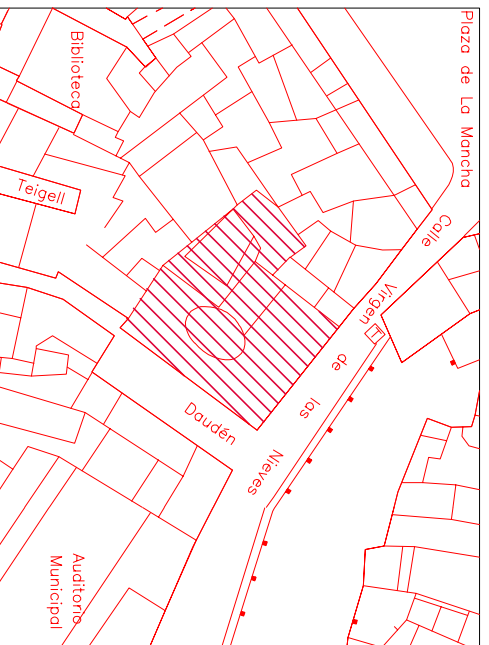 Plaza de La Mancha
Biblioteca
Teigell
Calle Virgen de las Nieves
T
Daudén
Auditorio
Municipal